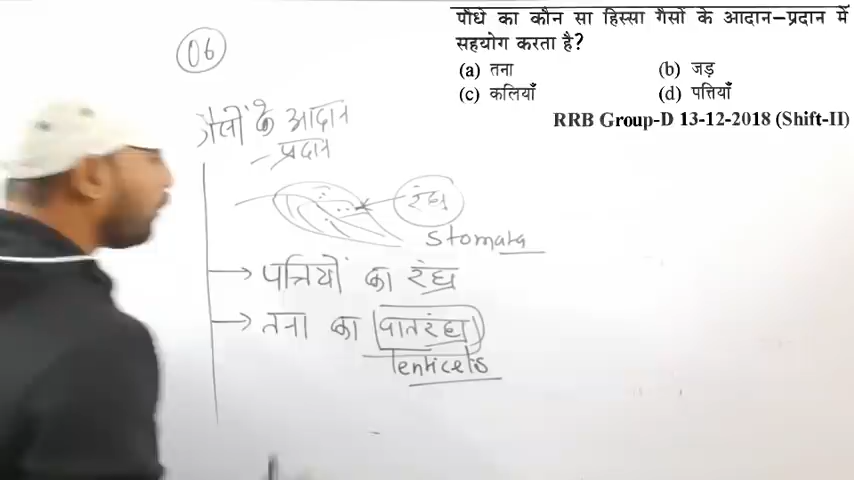 पौधे का कौन सा हिस्सा गैसों के आदान-प्रदान में
सहयोग करता है?
(a) तना (b) जड़
(c) कलियाँ (d) पत्तियाँ
RRB Group-D 13-12-2018 (Shift-II)
06
गैसों के आदान
- प्रदान
रंध्र
Stomata
→ पत्तियों का रंध्र
→ तना का वातरंध्र
lenticels